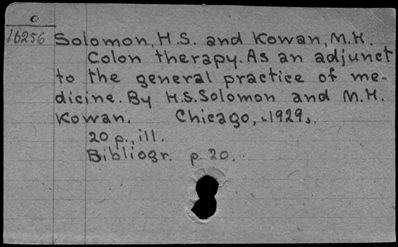 o
16256 Solomon, H.S. and Kowan, M.H.
Colon therapy. As an adjunct
to the general practice of me-
dicine. By H.S. Solomon and M.H.
Kowan. Chicago, c1929.
20 p., ill.
Bibliogr. p. 20.